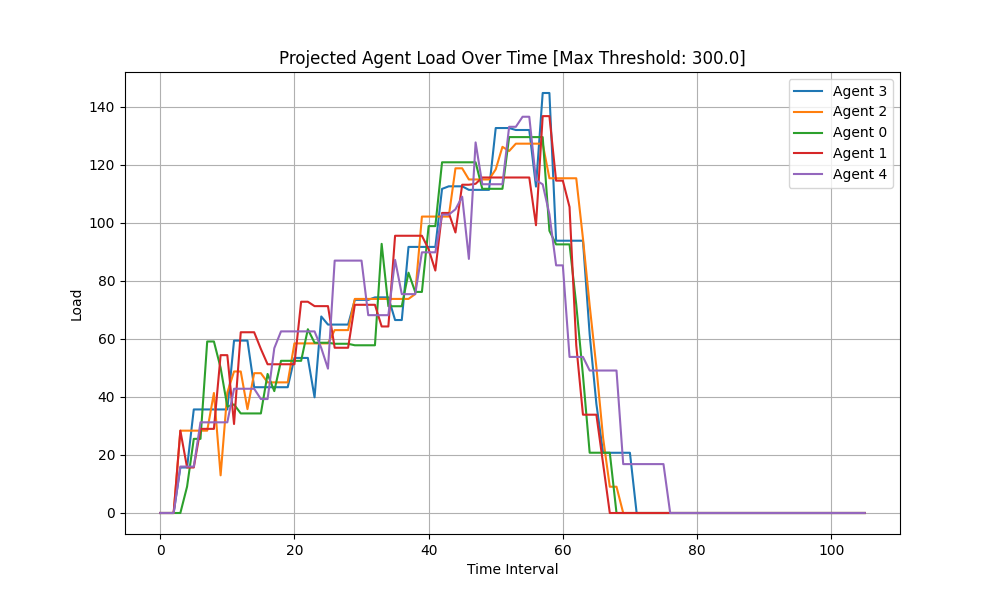 Projected Agent Load Over Time [Max Threshold: 300.0]
Load
140
120
100
80
60
40
20
0
Agent 3
Agent 2
Agent 0
Agent 1
Agent 4
0 20 40 60 80 100
Time Interval